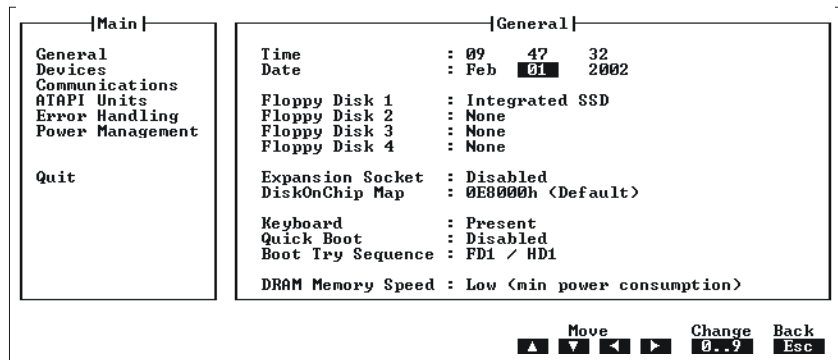 Main
General
Devices
Communications
ATAPI Units
Error Handling
Power Management
Quit
General
Time : 09 47 32
Date : Feb 01 2002
Floppy Disk 1 : Integrated SSD
Floppy Disk 2 : None
Floppy Disk 3 : None
Floppy Disk 4 : None
Expansion Socket : Disabled
DiskOnChip Map : 0E8000h (Default)
Keyboard : Present
Quick Boot : Disabled
Boot Try Sequence : FD1 / HD1
DRAM Memory Speed : Low (min power consumption)
Move Change Back
▲ ▼ ◄ ► 0..9 Esc